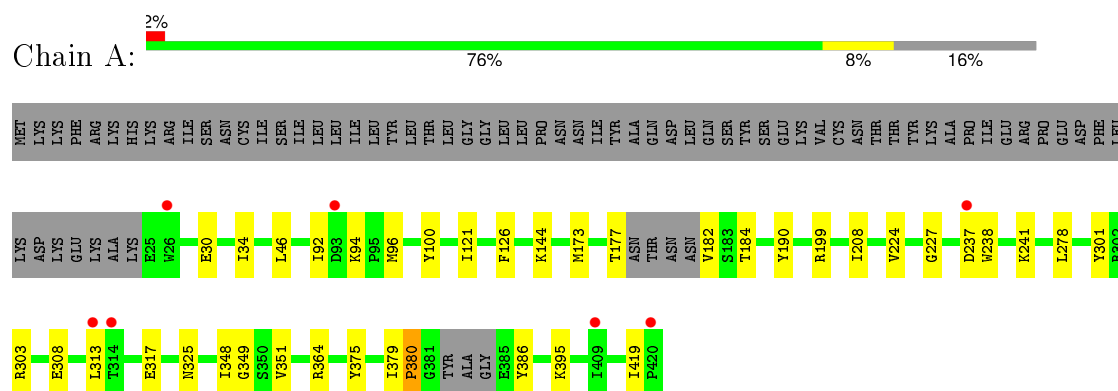 2%
Chain A:
76% 8% 16%
MET LYS LYS PHE ARG LYS HIS LYS ARG ILE SER ASN CYS ILE SER ILE LEU LEU ILE LEU TYR LEU THR LEU GLY GLY LEU LEU PRO ASN ASN ILE TYR ALA GLN ASP LEU GLN SER TYR SER GLU LYS VAL CYS ASN THR THR TYR LYS ALA PRO ILE GLU ARG PRO GLU ASP PHE LEU
LYS ASP LYS GLU LYS ALA LYS E25 W26 E30 I34 L46 I92 D93 K94 P95 M96 Y100 I121 F126 K144 M173 T177 ASN THR ASN ASN V182 S183 T184 Y190 R199 I208 V224 G227 D237 W238 K241 L278 Y301 R302
R303 E308 L313 T314 E317 N325 I348 G349 S350 V351 R364 Y375 I379 P380 G381 TYR ALA GLY E385 Y386 K395 I409 I419 P420